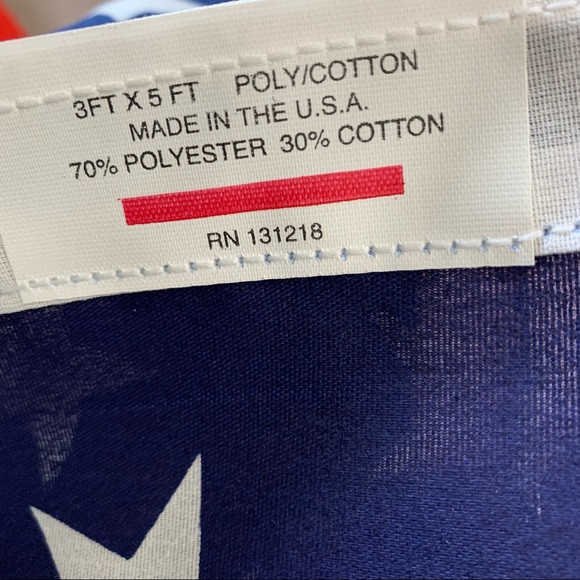 3FT X 5 FT POLY/COTTON
MADE IN THE U.S.A.
70% POLYESTER 30% COTTON
RN 131218